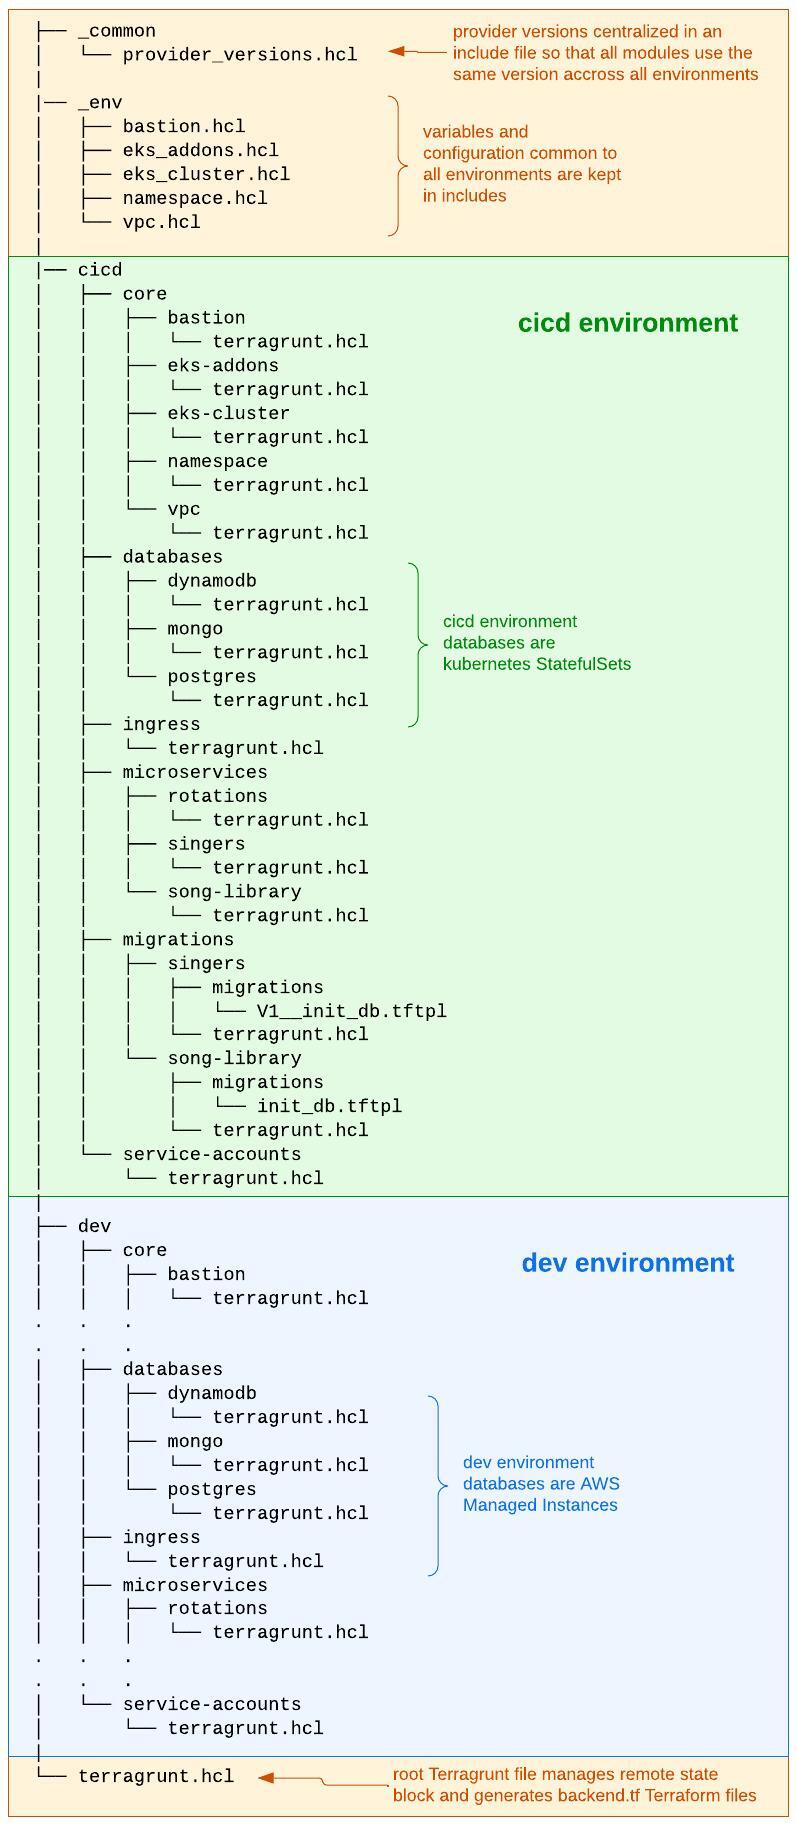 ├── _common
│   └── provider_versions.hcl
provider versions centralized in an
include file so that all modules use the
same version accross all environments
│
|── _env
│   ├── bastion.hcl
│   ├── eks_addons.hcl
│   ├── eks_cluster.hcl
│   ├── namespace.hcl
│   └── vpc.hcl
variables and
configuration common to
all environments are kept
in includes
│
|── cicd
│   ├── core
cicd environment
│   │   ├── bastion
│   │   │   └── terragrunt.hcl
│   │   ├── eks-addons
│   │   │   └── terragrunt.hcl
│   │   ├── eks-cluster
│   │   │   └── terragrunt.hcl
│   │   ├── namespace
│   │   │   └── terragrunt.hcl
│   │   └── vpc
│   │       └── terragrunt.hcl
│   ├── databases
│   │   ├── dynamodb
│   │   │   └── terragrunt.hcl
│   │   ├── mongo
│   │   │   └── terragrunt.hcl
│   │   └── postgres
│   │       └── terragrunt.hcl
cicd environment
databases are
kubernetes StatefulSets
│   ├── ingress
│   │   └── terragrunt.hcl
│   ├── microservices
│   │   ├── rotations
│   │   │   └── terragrunt.hcl
│   │   ├── singers
│   │   │   └── terragrunt.hcl
│   │   └── song-library
│   │       └── terragrunt.hcl
│   ├── migrations
│   │   ├── singers
│   │   │   ├── migrations
│   │   │   │   └── V1__init_db.tftpl
│   │   │   └── terragrunt.hcl
│   │   └── song-library
│   │       ├── migrations
│   │       │   └── init_db.tftpl
│   │       └── terragrunt.hcl
│   └── service-accounts
│       └── terragrunt.hcl
│
├── dev
│   ├── core
dev environment
│   │   ├── bastion
│   │   │   └── terragrunt.hcl
.   .   .
.   .   .
│   ├── databases
│   │   ├── dynamodb
│   │   │   └── terragrunt.hcl
│   │   ├── mongo
│   │   │   └── terragrunt.hcl
│   │   └── postgres
│   │       └── terragrunt.hcl
dev environment
databases are AWS
Managed Instances
│   ├── ingress
│   │   └── terragrunt.hcl
│   ├── microservices
│   │   ├── rotations
│   │   │   └── terragrunt.hcl
.   .   .
.   .   .
│   └── service-accounts
│       └── terragrunt.hcl
│
└── terragrunt.hcl
root Terragrunt file manages remote state
block and generates backend.tf Terraform files